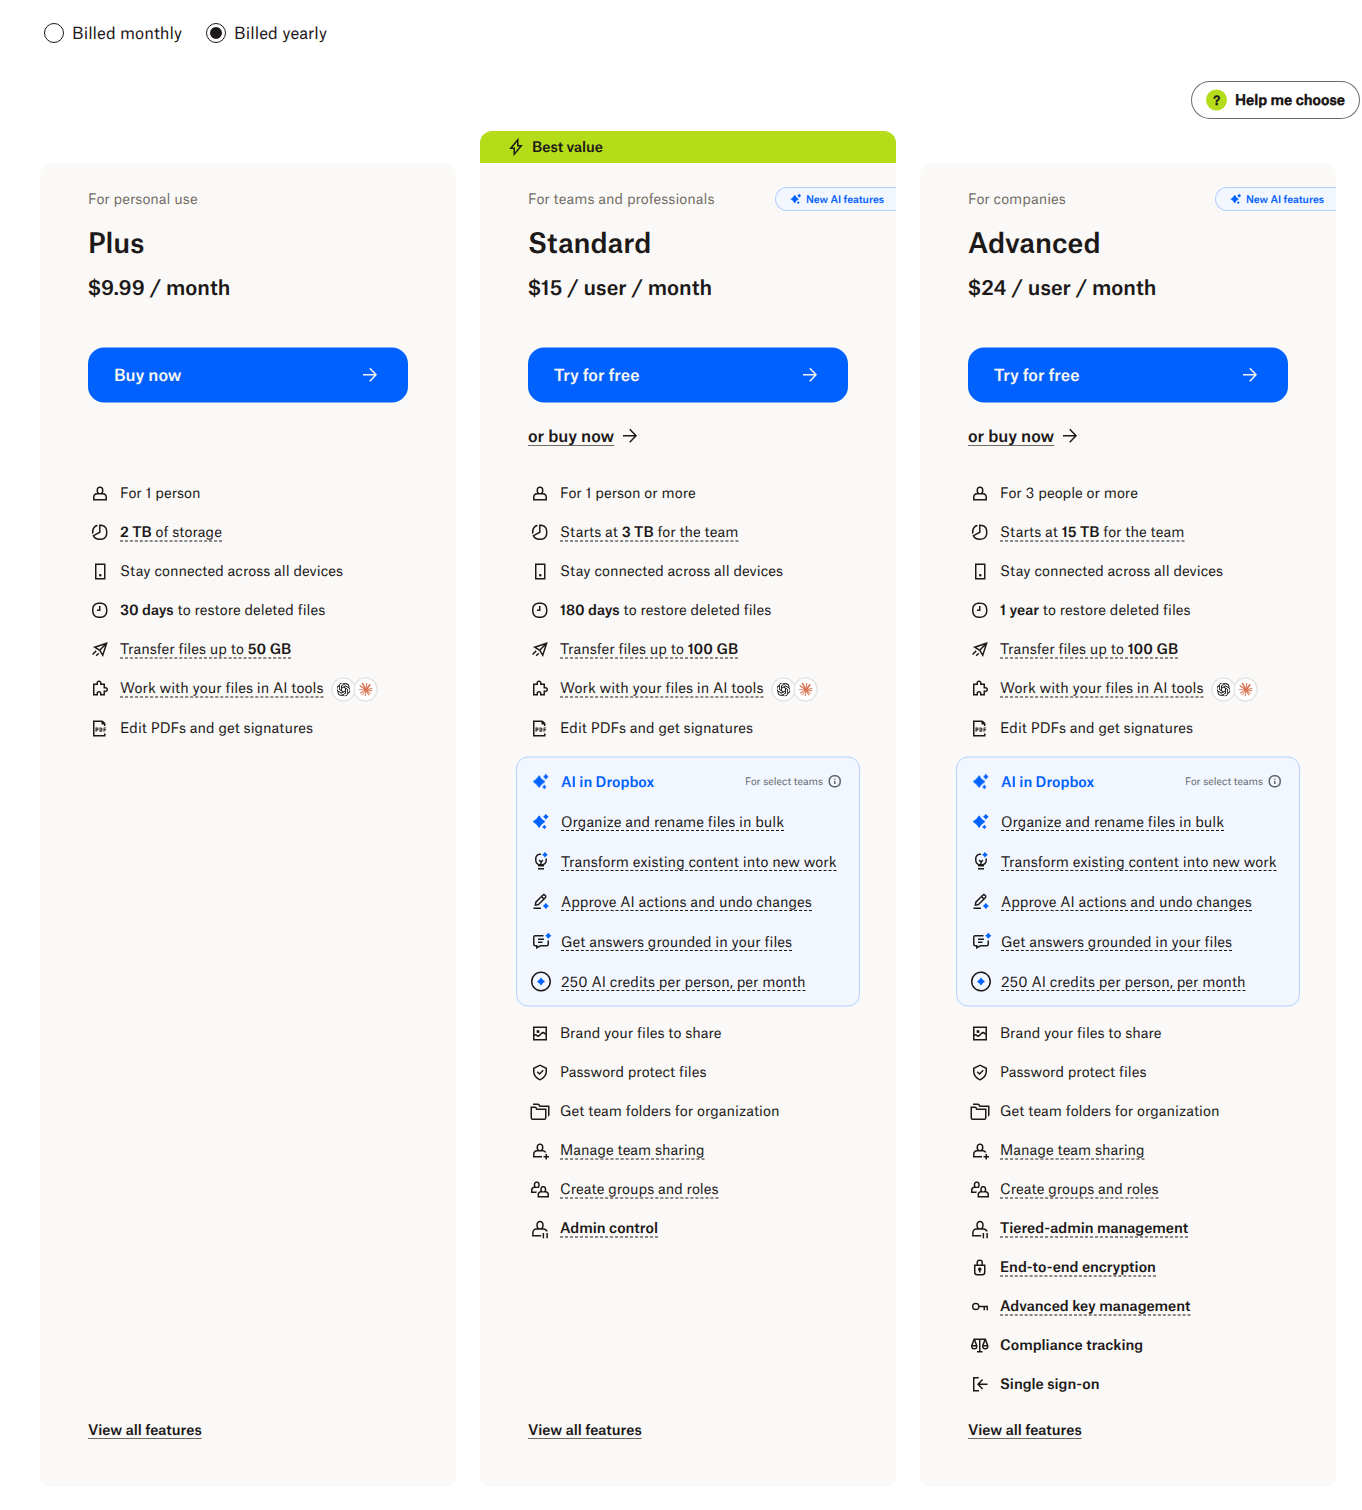 Billed monthly
Billed yearly
? Help me choose
For personal use
Plus
$9.99 / month
Buy now
For 1 person
2 TB of storage
Stay connected across all devices
30 days to restore deleted files
Transfer files up to 50 GB
Work with your files in AI tools
PDF Edit PDFs and get signatures
View all features
Best value
For teams and professionals
New AI features
Standard
$15 / user / month
Try for free
or buy now
For 1 person or more
Starts at 3 TB for the team
Stay connected across all devices
180 days to restore deleted files
Transfer files up to 100 GB
Work with your files in AI tools
PDF Edit PDFs and get signatures
AI in Dropbox
For select teams
Organize and rename files in bulk
Transform existing content into new work
Approve AI actions and undo changes
Get answers grounded in your files
250 AI credits per person, per month
Brand your files to share
Password protect files
Get team folders for organization
Manage team sharing
Create groups and roles
Admin control
View all features
For companies
New AI features
Advanced
$24 / user / month
Try for free
or buy now
For 3 people or more
Starts at 15 TB for the team
Stay connected across all devices
1 year to restore deleted files
Transfer files up to 100 GB
Work with your files in AI tools
PDF Edit PDFs and get signatures
AI in Dropbox
For select teams
Organize and rename files in bulk
Transform existing content into new work
Approve AI actions and undo changes
Get answers grounded in your files
250 AI credits per person, per month
Brand your files to share
Password protect files
Get team folders for organization
Manage team sharing
Create groups and roles
Tiered-admin management
End-to-end encryption
Advanced key management
Compliance tracking
Single sign-on
View all features